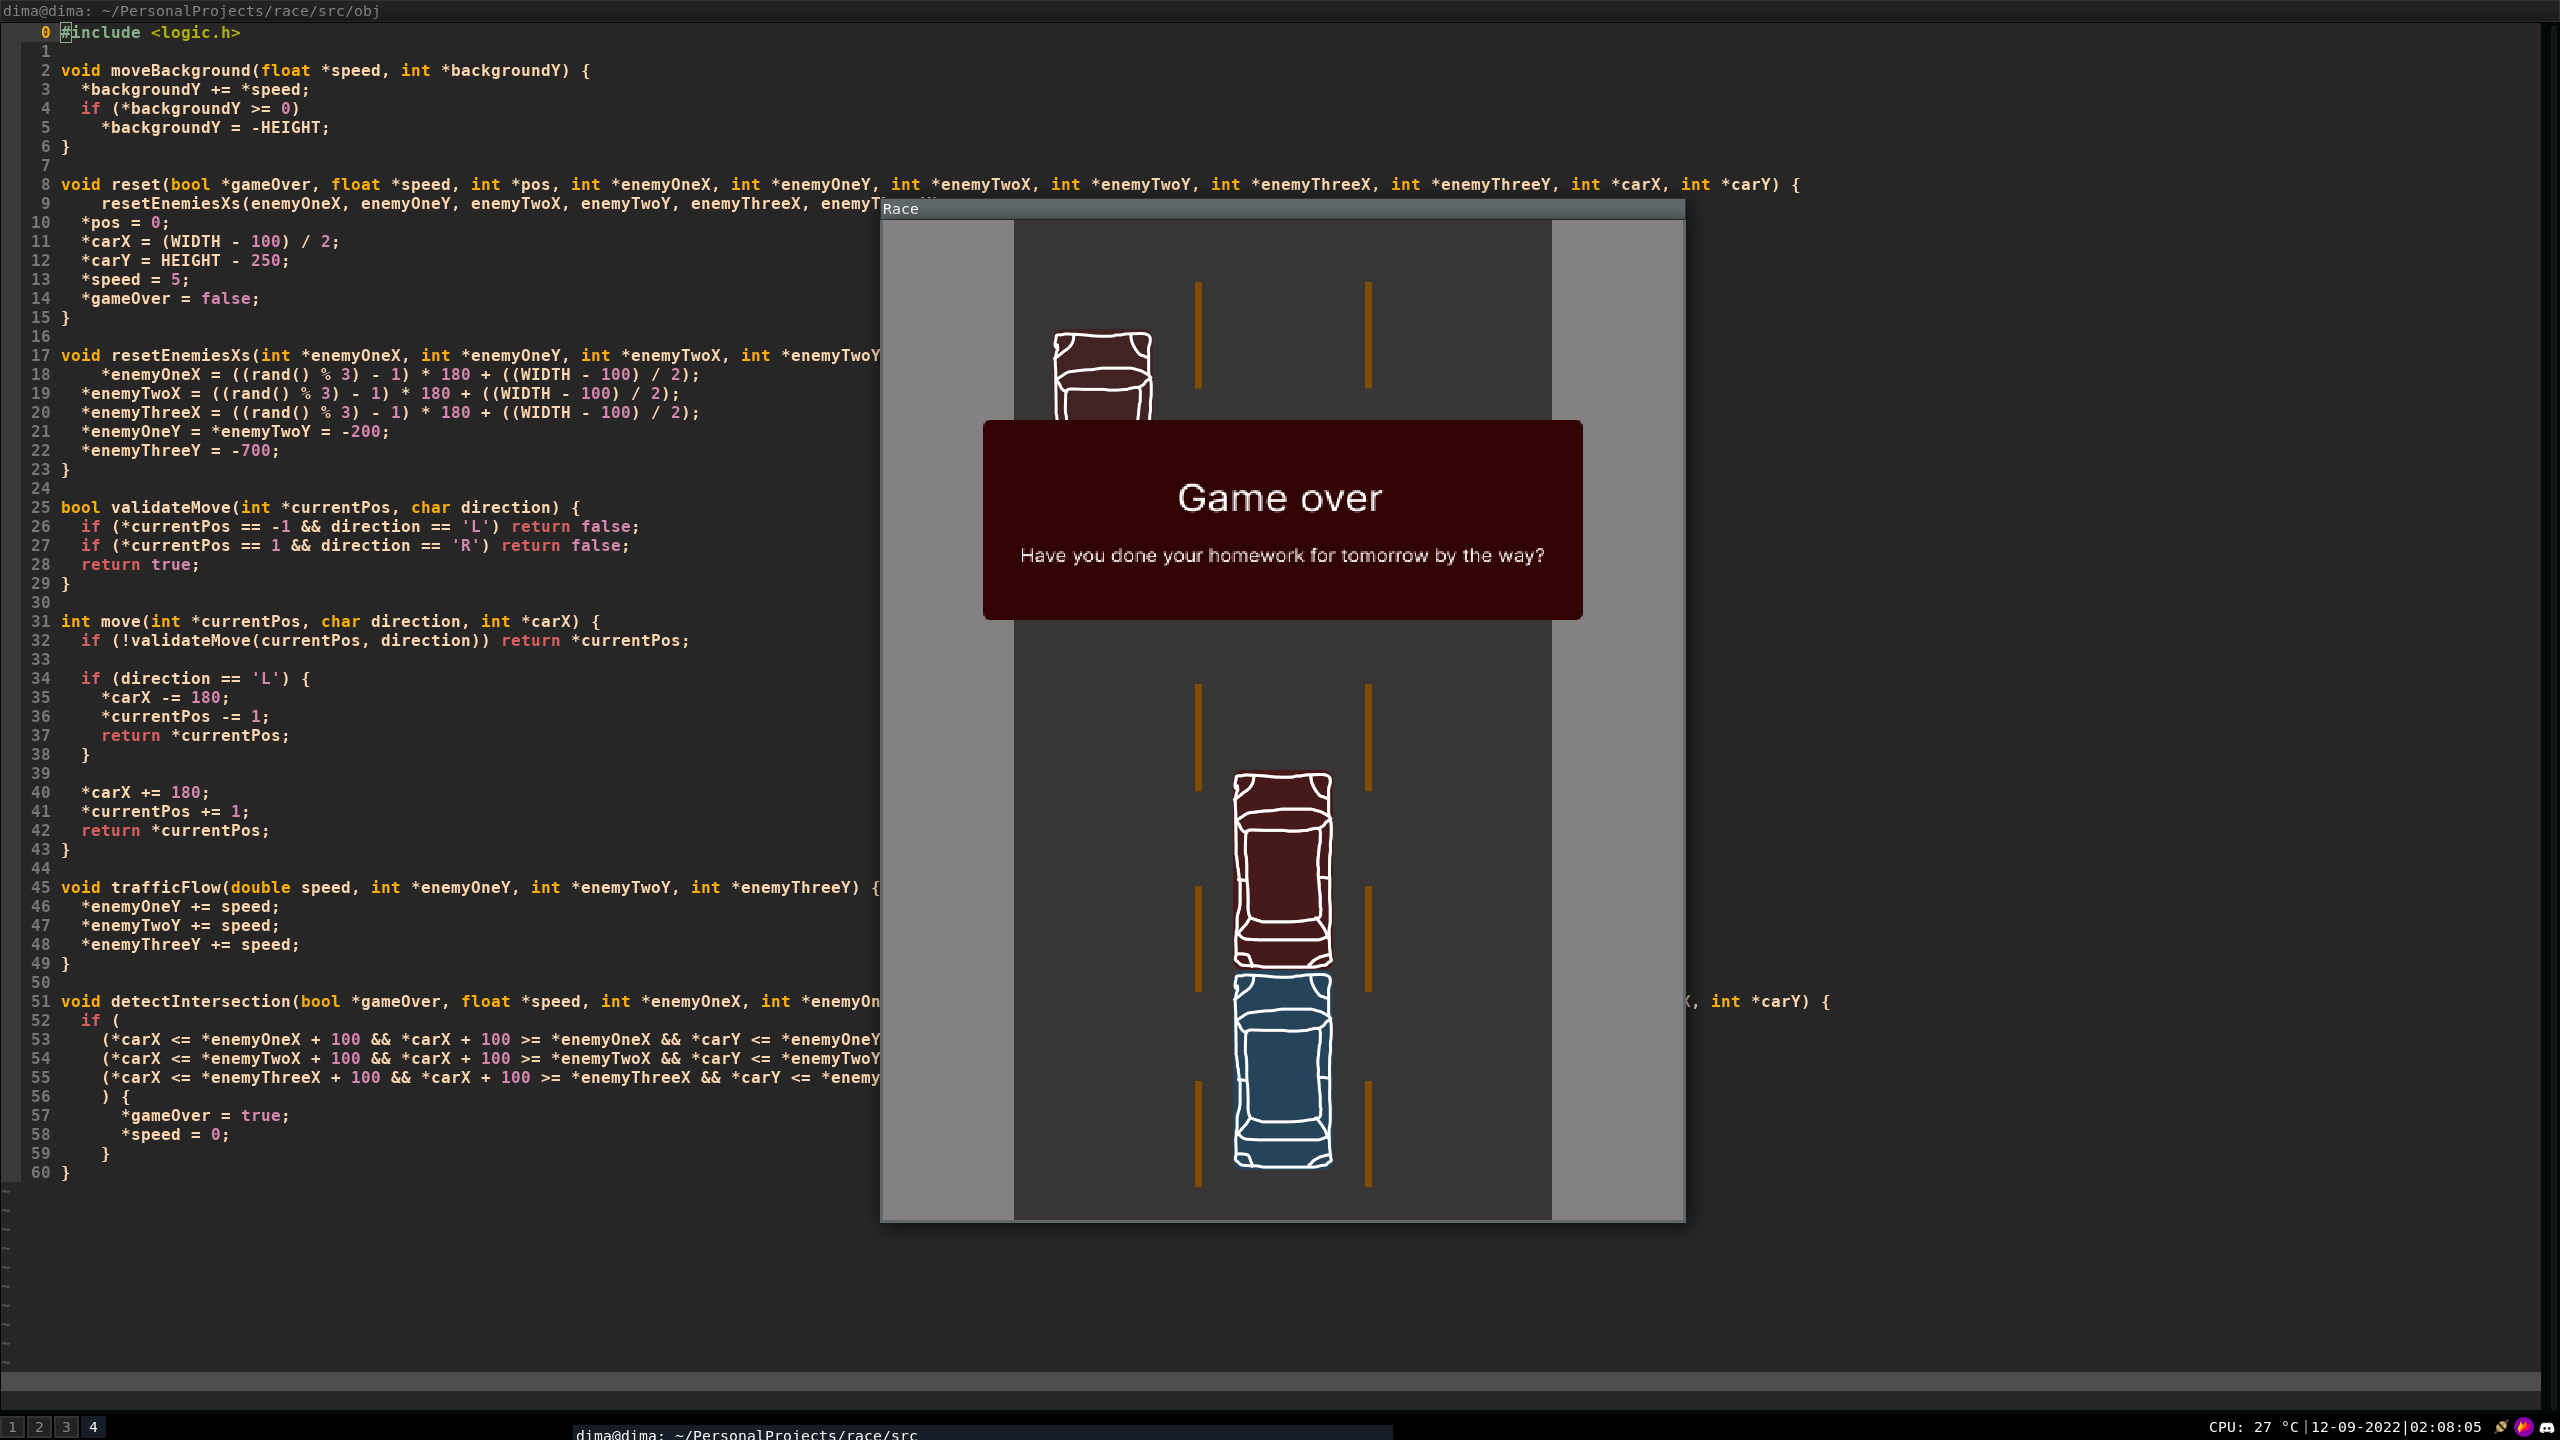 dima@dima: ~/PersonalProjects/race/src/obj
0 #include <logic.h>
1
2 void moveBackground(float *speed, int *backgroundY) {
3   *backgroundY += *speed;
4   if (*backgroundY >= 0)
5     *backgroundY = -HEIGHT;
6 }
7
8 void reset(bool *gameOver, float *speed, int *pos, int *enemyOneX, int *enemyOneY, int *enemyTwoX, int *enemyTwoY, int *enemyThreeX, int *enemyThreeY, int *carX, int *carY) {
9     resetEnemiesXs(enemyOneX, enemyOneY, enemyTwoX, enemyTwoY, enemyThreeX,
10   *pos = 0;
11   *carX = (WIDTH - 100) / 2;
12   *carY = HEIGHT - 250;
13   *speed = 5;
14   *gameOver = false;
15 }
16
17 void resetEnemiesXs(int *enemyOneX, int *enemyOneY, int *enemyTwoX, int *enemyTwoY
18     *enemyOneX = ((rand() % 3) - 1) * 180 + ((WIDTH - 100) / 2);
19   *enemyTwoX = ((rand() % 3) - 1) * 180 + ((WIDTH - 100) / 2);
20   *enemyThreeX = ((rand() % 3) - 1) * 180 + ((WIDTH - 100) / 2);
21   *enemyOneY = *enemyTwoY = -200;
22   *enemyThreeY = -700;
23 }
24
25 bool validateMove(int *currentPos, char direction) {
26   if (*currentPos == -1 && direction == 'L') return false;
27   if (*currentPos == 1 && direction == 'R') return false;
28   return true;
29 }
30
31 int move(int *currentPos, char direction, int *carX) {
32   if (!validateMove(currentPos, direction)) return *currentPos;
33
34   if (direction == 'L') {
35     *carX -= 180;
36     *currentPos -= 1;
37     return *currentPos;
38   }
39
40   *carX += 180;
41   *currentPos += 1;
42   return *currentPos;
43 }
44
45 void trafficFlow(double speed, int *enemyOneY, int *enemyTwoY, int *enemyThreeY) {
46   *enemyOneY += speed;
47   *enemyTwoY += speed;
48   *enemyThreeY += speed;
49 }
50
51 void detectIntersection(bool *gameOver, float *speed, int *enemyOneX, int *enemyOn X, int *carY) {
52   if (
53     (*carX <= *enemyOneX + 100 && *carX + 100 >= *enemyOneX && *carY <= *enemyOneY
54     (*carX <= *enemyTwoX + 100 && *carX + 100 >= *enemyTwoX && *carY <= *enemyTwoY
55     (*carX <= *enemyThreeX + 100 && *carX + 100 >= *enemyThreeX && *carY <= *enemy
56     ) {
57       *gameOver = true;
58       *speed = 0;
59     }
60 }
~
~
~
~
~
~
~
~
~
~
Race
Game over
Have you done your homework for tomorrow by the way?
1 2 3 4
dima@dima: ~/PersonalProjects/race/src
CPU: 27 °C|12-09-2022|02:08:05